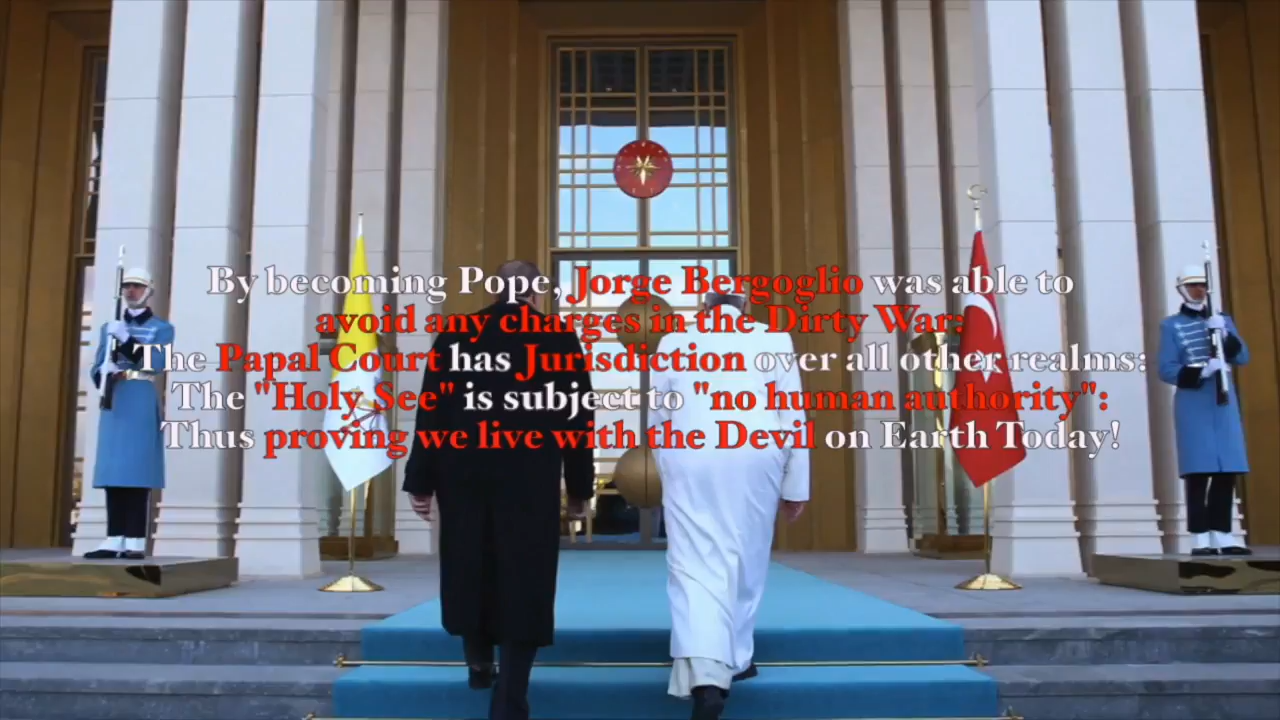 By becoming Pope, Jorge Bergoglio was able to
avoid any charges in the Dirty War:
The Papal Court has Jurisdiction over all other realms:
The "Holy See" is subject to "no human authority":
Thus proving we live with the Devil on Earth Today!